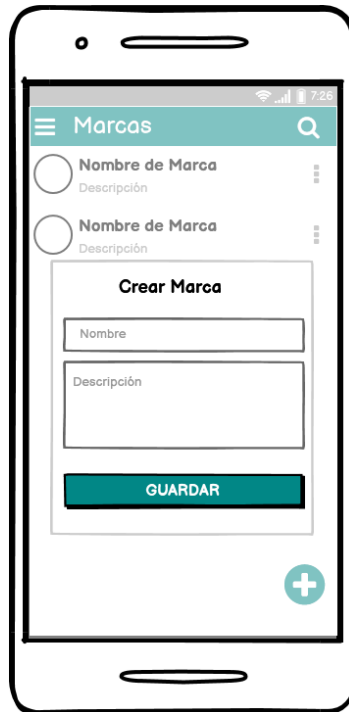 7:26
Marcas
Nombre de Marca
Descripción
Nombre de Marca
Descripción
Crear Marca
Nombre
Descripción
GUARDAR